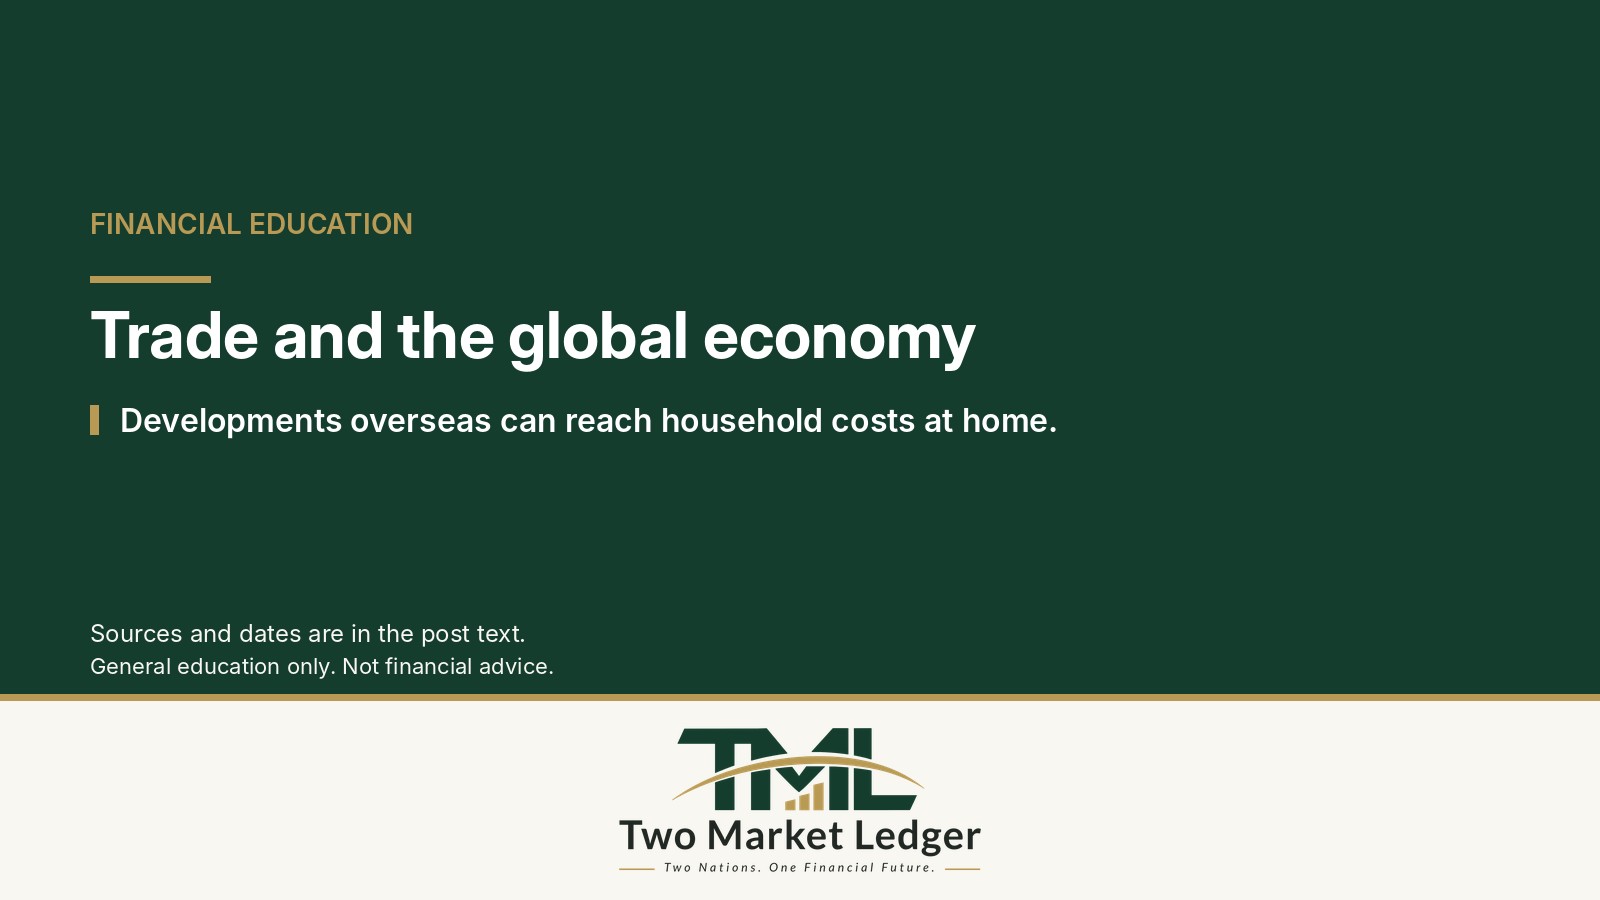 FINANCIAL EDUCATION
Trade and the global economy
Developments overseas can reach household costs at home.
Sources and dates are in the post text.
General education only. Not financial advice.
TML
Two Market Ledger
Two Nations. One Financial Future.